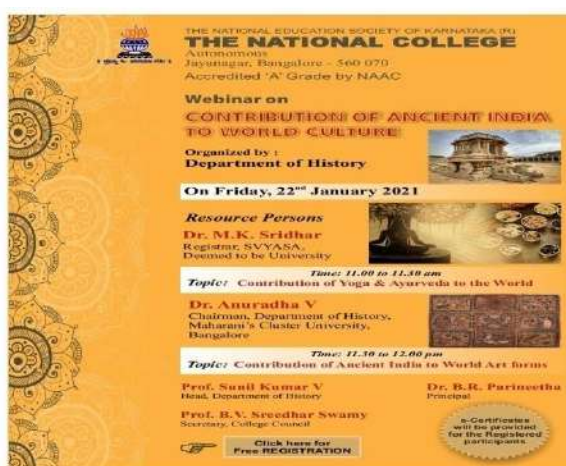 THE NATIONAL EDUCATION SOCIETY OF KARNATAKA (R)
THE NATIONAL COLLEGE
Autonomous
Jayanagar, Bangalore - 560 070
Accredited 'A' Grade by NAAC
Webinar on
CONTRIBUTION OF ANCIENT INDIA
TO WORLD CULTURE
Organized by :
Department of History
On Friday, 22nd January 2021
Resource Persons
Dr. M.K. Sridhar
Registrar, SVYASA,
Deemed to be University
Time: 11.00 to 11.30 am
Topic: Contribution of Yoga & Ayurveda to the World
Dr. Anuradha V
Chairman, Department of History,
Maharani's Cluster University,
Bangalore
Time: 11.30 to 12.00 pm
Topic: Contribution of Ancient India to World Art forms
Prof. Sunil Kumar V
Head, Department of History
Dr. B.R. Parineetha
Principal
Prof. B.V. Sreedhar Swamy
Secretary, College Council
Click here for
Free REGISTRATION
e-Certificates
will be provided
for the Registered
participants